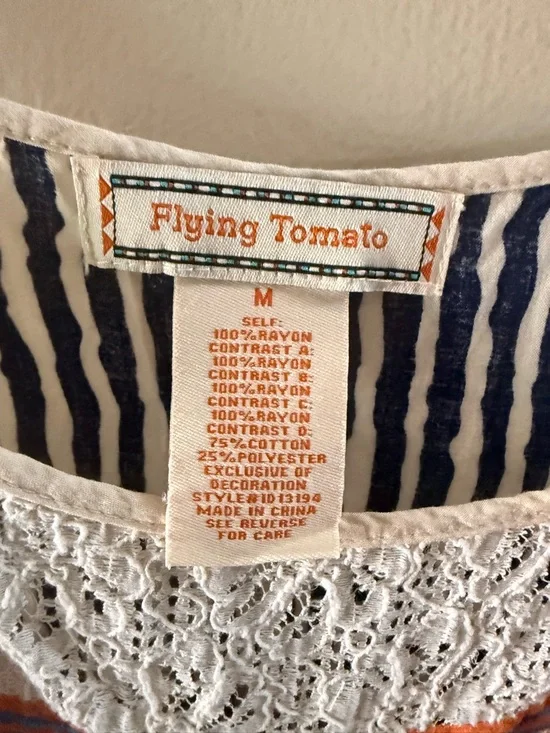 Flying Tomato
M
SELF:
100%RAYON
CONTRAST A:
100%RAYON
CONTRAST B:
100%RAYON
CONTRAST C:
100%RAYON
CONTRAST D:
75%COTTON
25%POLYESTER
EXCLUSIVE OF
DECORATION
STYLE#ID13194
MADE IN CHINA
SEE REVERSE
FOR CARE